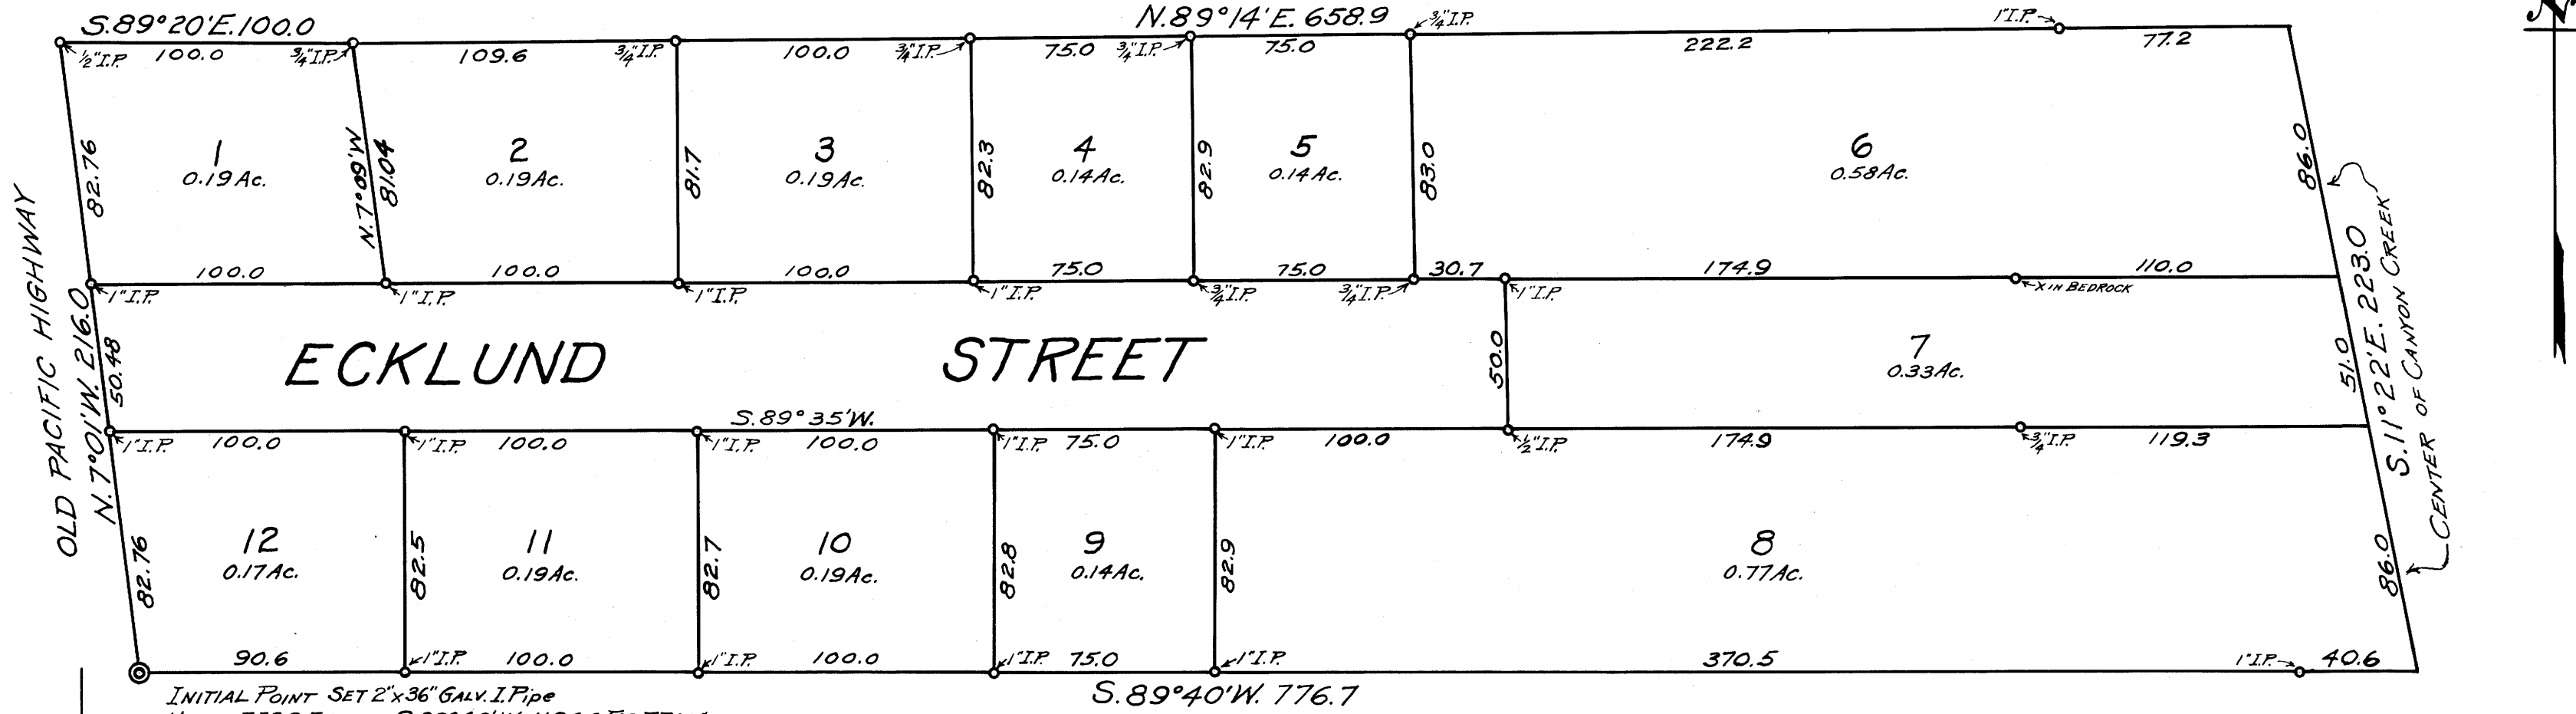 S.89°20'E.100.0
N.89°14'E. 658.9
3/4"I.P.
1"I.P.
N.
1/2"I.P.
100.0
3/4"I.P.
109.6
3/4"I.P.
100.0
3/4"I.P.
75.0
3/4"I.P.
75.0
222.2
77.2
1
0.19Ac.
2
0.19Ac.
3
0.19Ac.
4
0.14Ac.
5
0.14Ac.
6
0.58Ac.
82.76
N.7°09'W
81.04
81.7
82.3
82.9
83.0
86.0
100.0
100.0
100.0
75.0
75.0
30.7
174.9
110.0
1"I.P.
1"I.P.
1"I.P.
1"I.P.
3/4"I.P.
3/4"I.P.
1"I.P.
X IN BEDROCK
OLD PACIFIC HIGHWAY
N.7°01'W. 216.0
50.48
ECKLUND STREET
50.0
7
0.33Ac.
51.0
S.11°22'E. 223.0
CENTER OF CANYON CREEK
S.89°35'W.
1"I.P.
100.0
1"I.P.
100.0
1"I.P.
100.0
1"I.P.
75.0
1"I.P.
100.0
1/2"I.P.
174.9
3/4"I.P.
119.3
12
0.17Ac.
11
0.19Ac.
10
0.19Ac.
9
0.14Ac.
8
0.77Ac.
82.76
82.5
82.7
82.8
82.9
86.0
90.6
1"I.P.
100.0
1"I.P.
100.0
1"I.P.
75.0
1"I.P.
370.5
1"I.P.
40.6
INITIAL POINT SET 2"x36" GALV. I.Pipe
S.89°40'W. 776.7